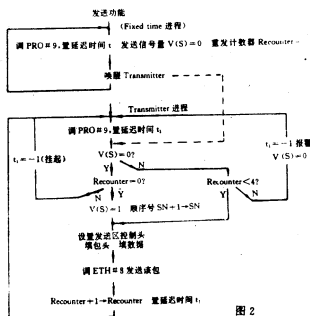 发送功能
(Fixed time 进程)
调 PRO#9,置延迟时间 t 发送信号量 V(S)=0 重发计数器 Recounter
唤醒 Transmitter
Transmitter 进程
调 PRO#9,置延迟时间 t₁
t₁=-1(挂起)
V(S)=0?
t₁=-1 报警
V(S)=0
Y N
Recounter=0?
Recounter<4?
N Y Y N
V(S)=1 顺序号 SN+1→SN
设置发送区控制头
填包头 填数据
调 ETH#8 发送该包
Recounter+1→Recounter 置延迟时间 t₁
图 2